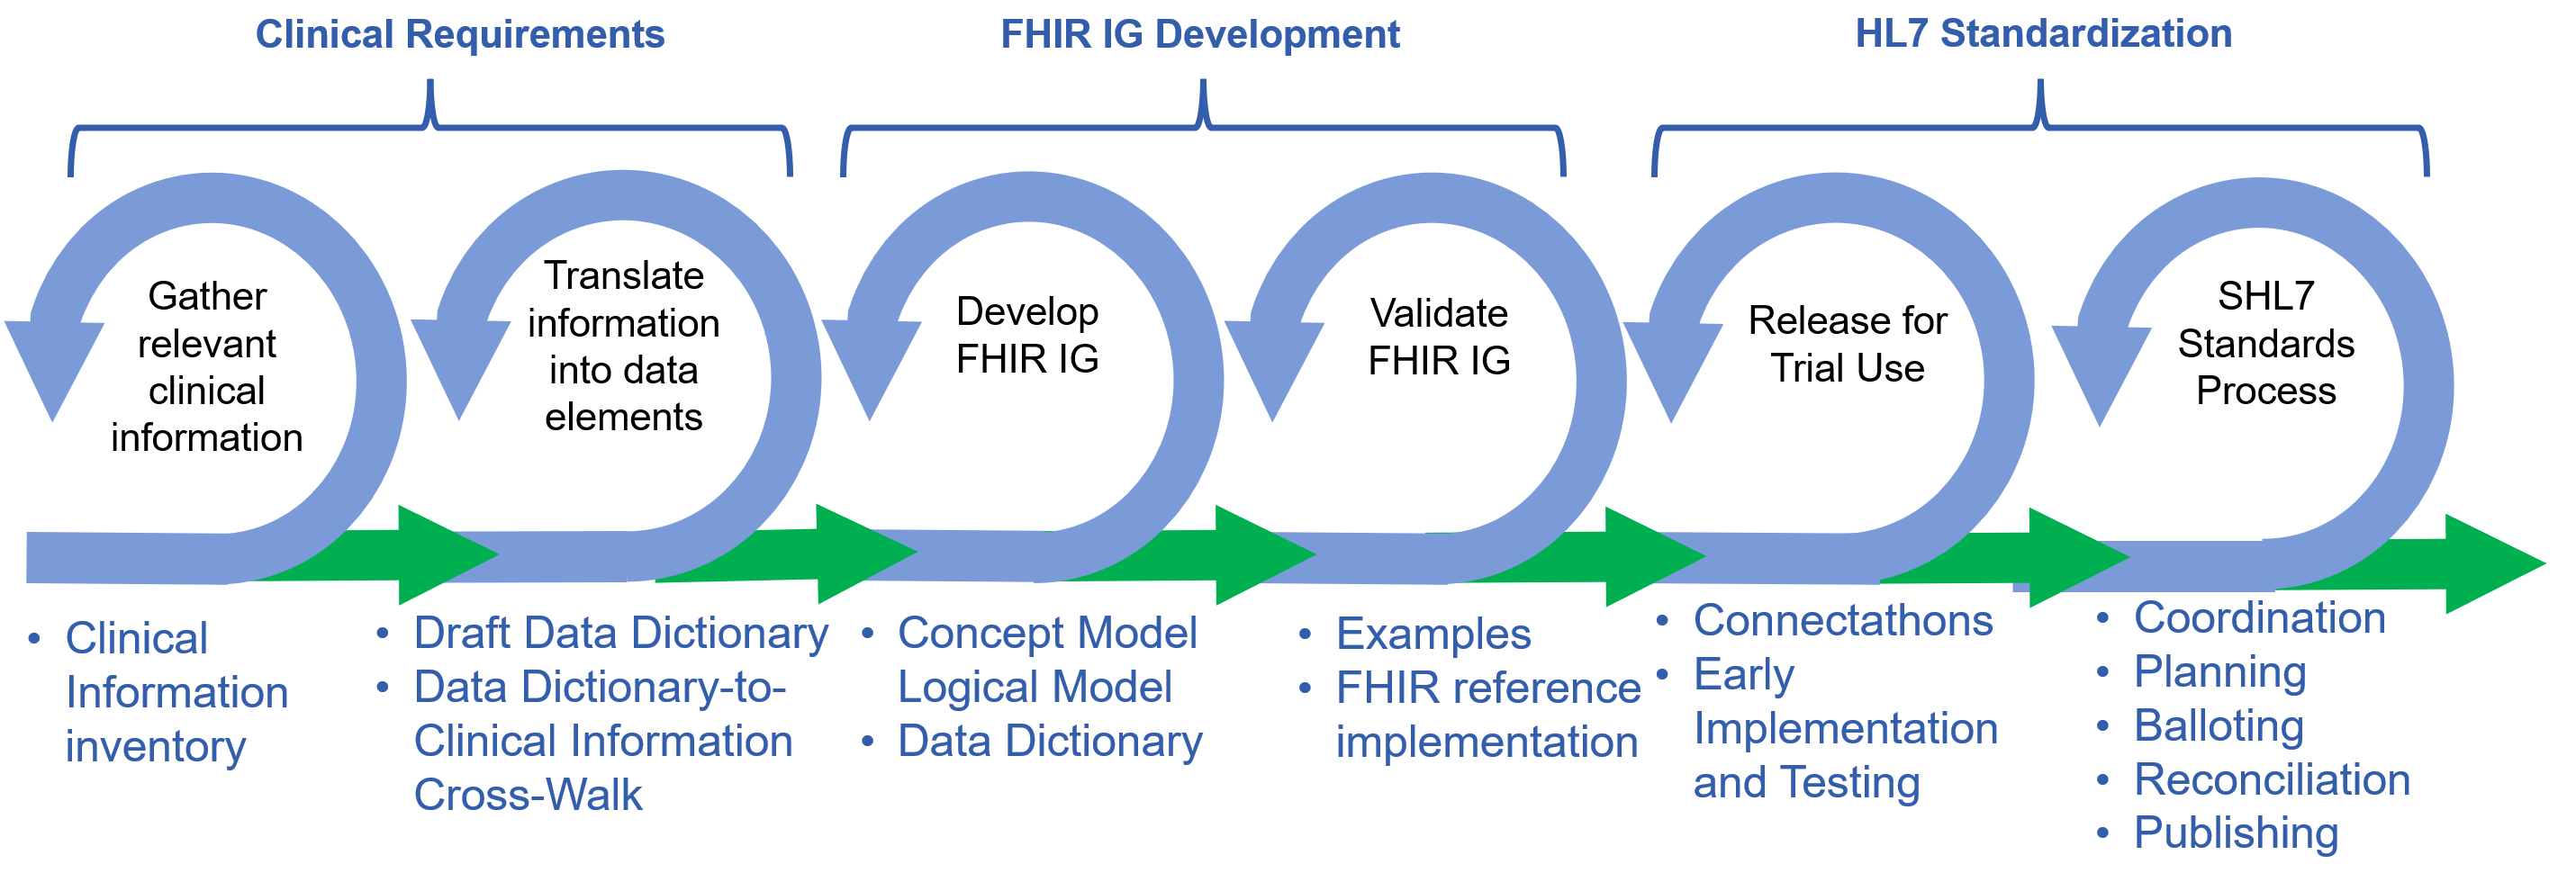 Clinical Requirements
FHIR IG Development
HL7 Standardization
Gather
relevant
clinical
information
Translate
information
into data
elements
Develop
FHIR IG
Validate
FHIR IG
Release for
Trial Use
SHL7
Standards
Process
• Clinical
Information
inventory
• Draft Data Dictionary
• Data Dictionary-to-
Clinical Information
Cross-Walk
• Concept Model
Logical Model
• Data Dictionary
• Examples
• FHIR reference
implementation
• Connectathons
• Early
Implementation
and Testing
• Coordination
• Planning
• Balloting
• Reconciliation
• Publishing